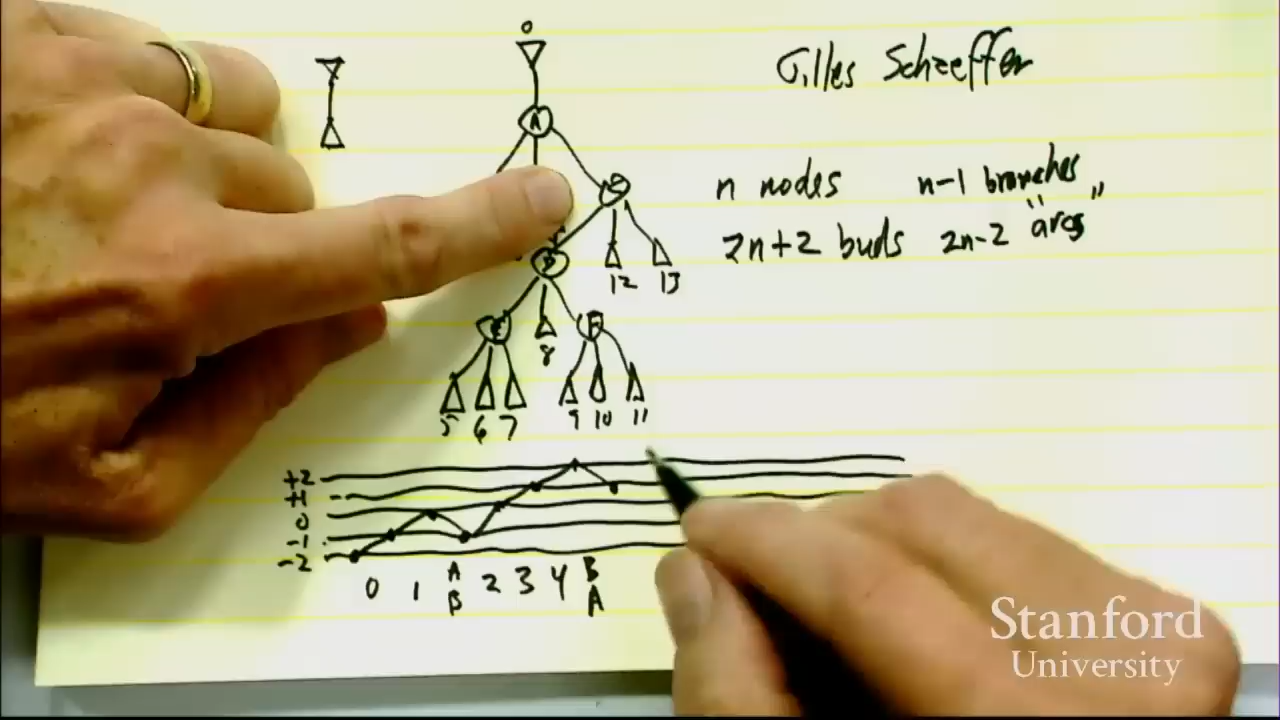 0
Gilles Schaeffer
A
C
n nodes n-1 branches
"arcs"
2n+2 buds 2n-2
D
12 13
E F
8
5 6 7 9 10 11
+2
+1
0
-1
-2
0 1 A 2 3 4 B
B A
Stanford
University